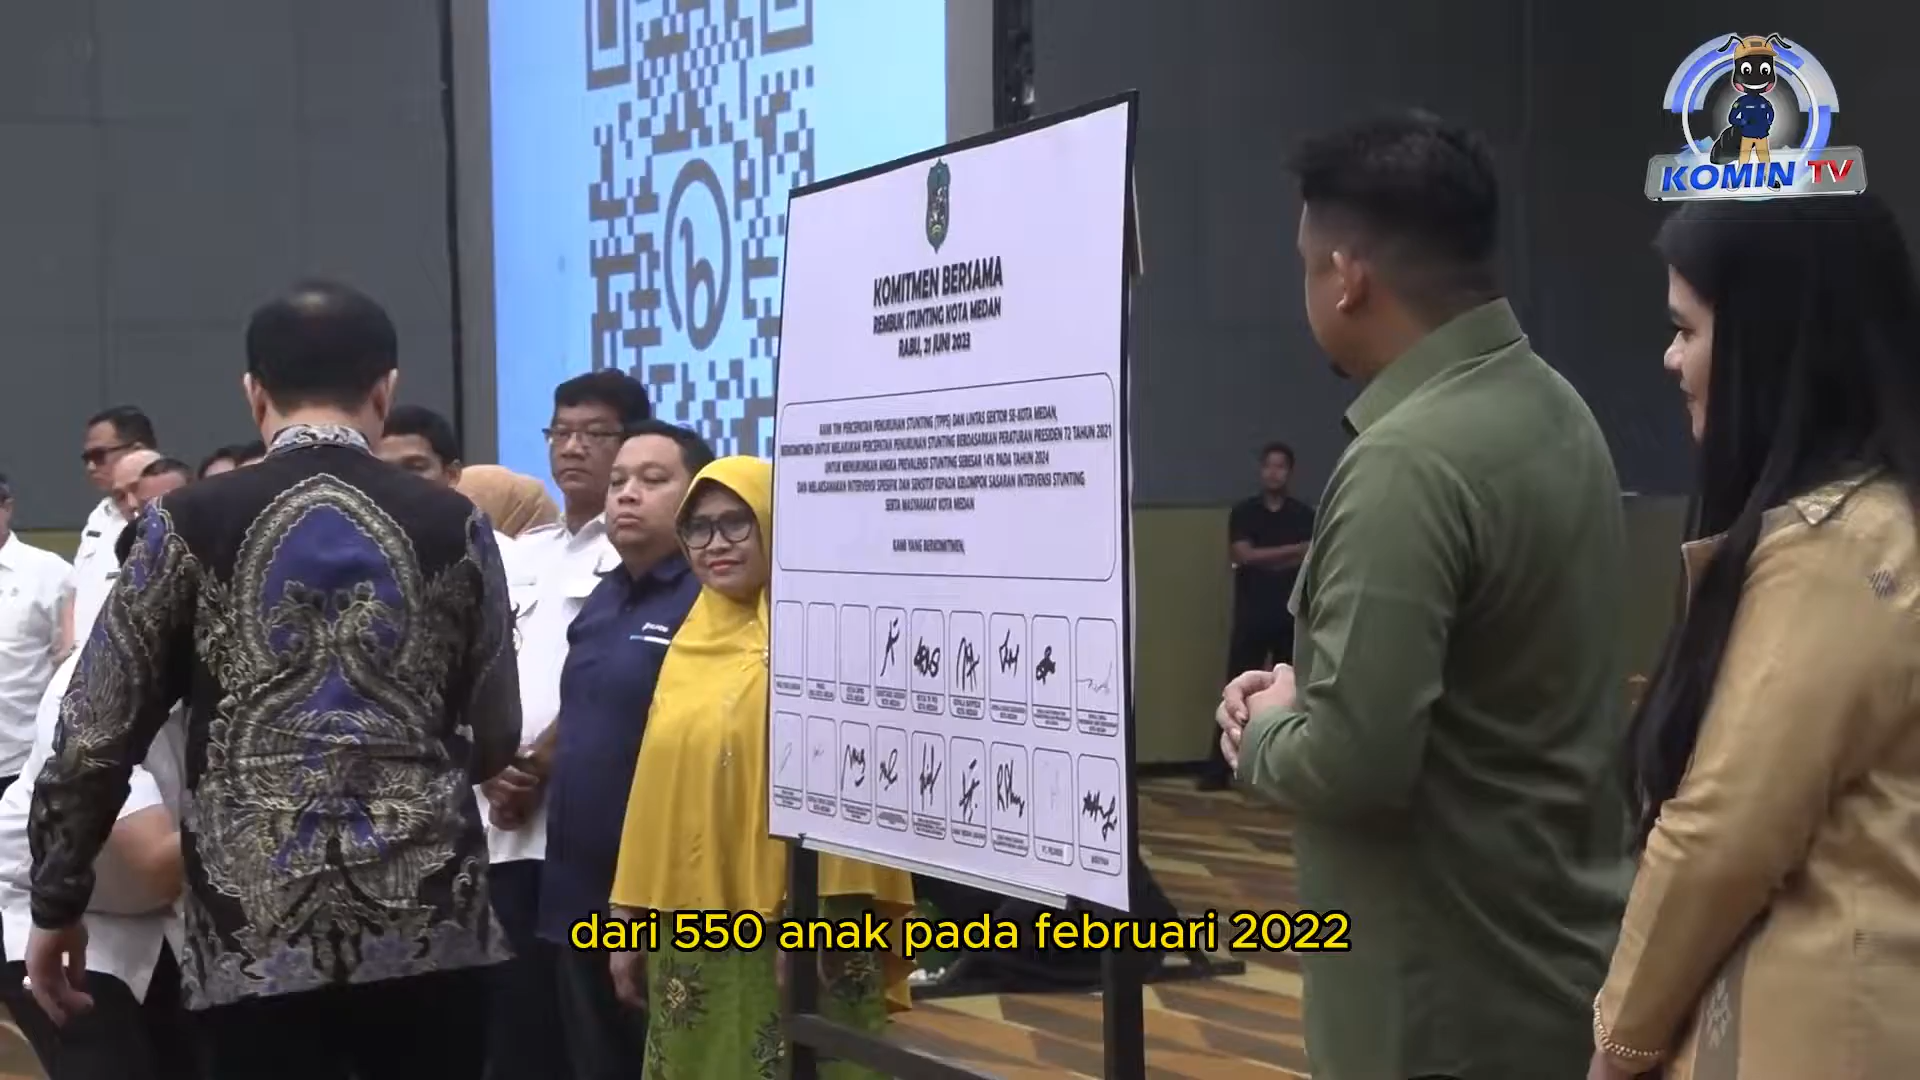 KOMIN TV
KOMITMEN BERSAMA
REMBUK STUNTING KOTA MEDAN
RABU, 21 JUNI 2023
KAMI TIM PERCEPATAN PENURUNAN STUNTING (TPPS) DAN LINTAS SEKTOR SE-KOTA MEDAN,
BERKOMITMEN UNTUK MELAKUKAN PERCEPATAN PENURUNAN STUNTING BERDASARKAN PERATURAN PRESIDEN 72 TAHUN 2021
UNTUK MENURUNKAN ANGKA PREVALENSI STUNTING SEBESAR 14% PADA TAHUN 2024
DAN MELAKSANAKAN INTERVENSI SPESIFIK DAN SENSITIF KEPADA KELOMPOK SASARAN INTERVENSI STUNTING
SERTA MASYARAKAT KOTA MEDAN
KAMI YANG BERKOMITMEN,
dari 550 anak pada februari 2022